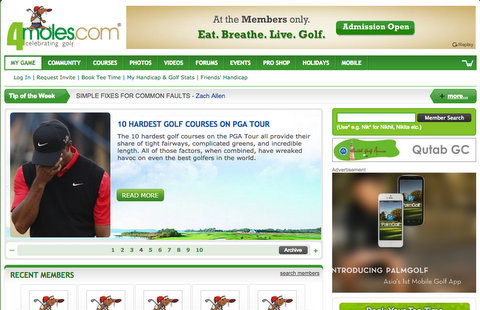 4moles.com®
celebrating golf
At the Members only.
Eat. Breathe. Live. Golf.
Admission Open
Replay
MY GAME COMMUNITY COURSES PHOTOS VIDEOS FORUMS EVENTS PRO SHOP HOLIDAYS MOBILE
Log In | Request Invite | Book Tee Time | My Handicap & Golf Stats | Friends' Handicap
Tip of the Week SIMPLE FIXES FOR COMMON FAULTS - Zach Allen more...
10 HARDEST GOLF COURSES ON PGA TOUR
The 10 hardest golf courses on the PGA Tour all provide their
share of tight fairways, complicated greens, and incredible
length. All of those factors, when combined, have wreaked
havoc on even the best golfers in the world.
READ MORE
1 2 3 4 5 6 7 8 9 10 Archive
RECENT MEMBERS search members
Member Search
(Use* e.g. Nik* for Nikhil, Nikita etc.)
Qutab GC
Advertisement
INTRODUCING PALMGOLF
Asia's 1st Mobile Golf App
Book Your Tee Time